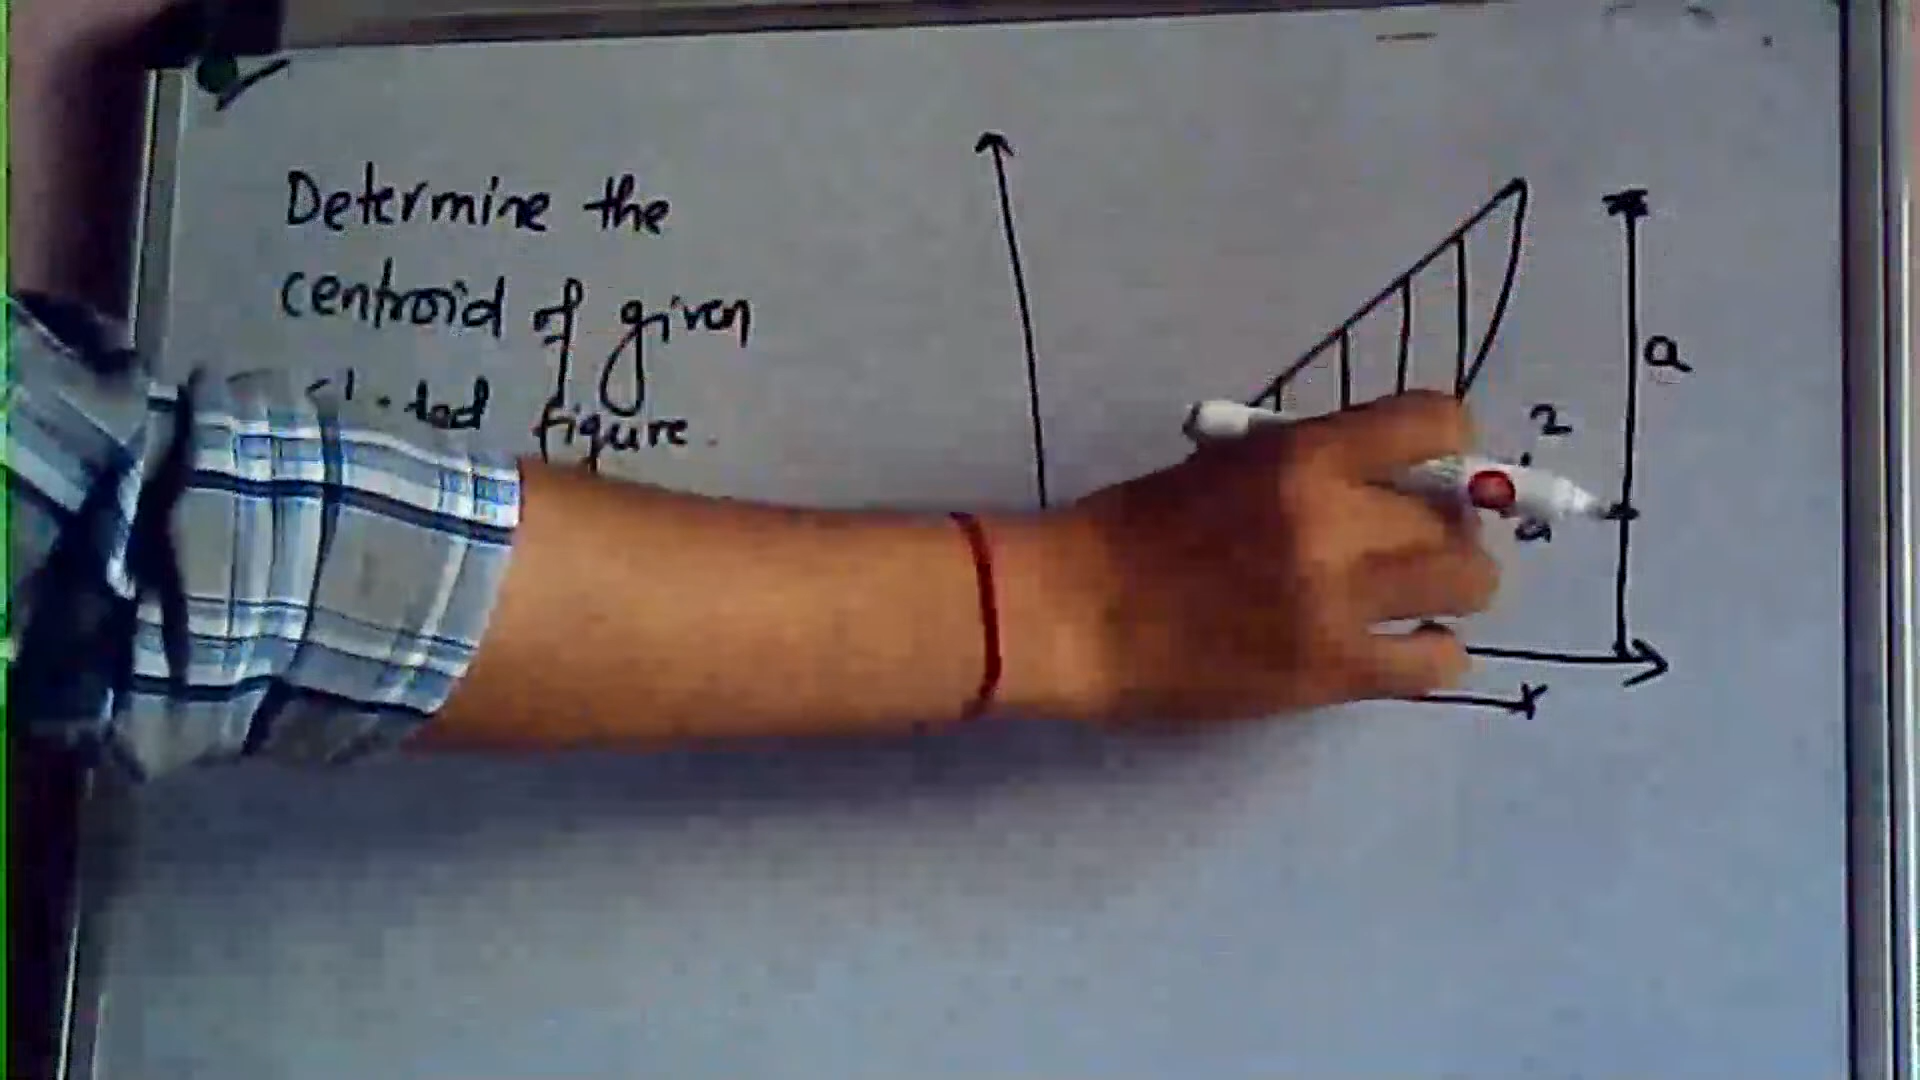 Determine the
centroid of given
figure.
a
2
a